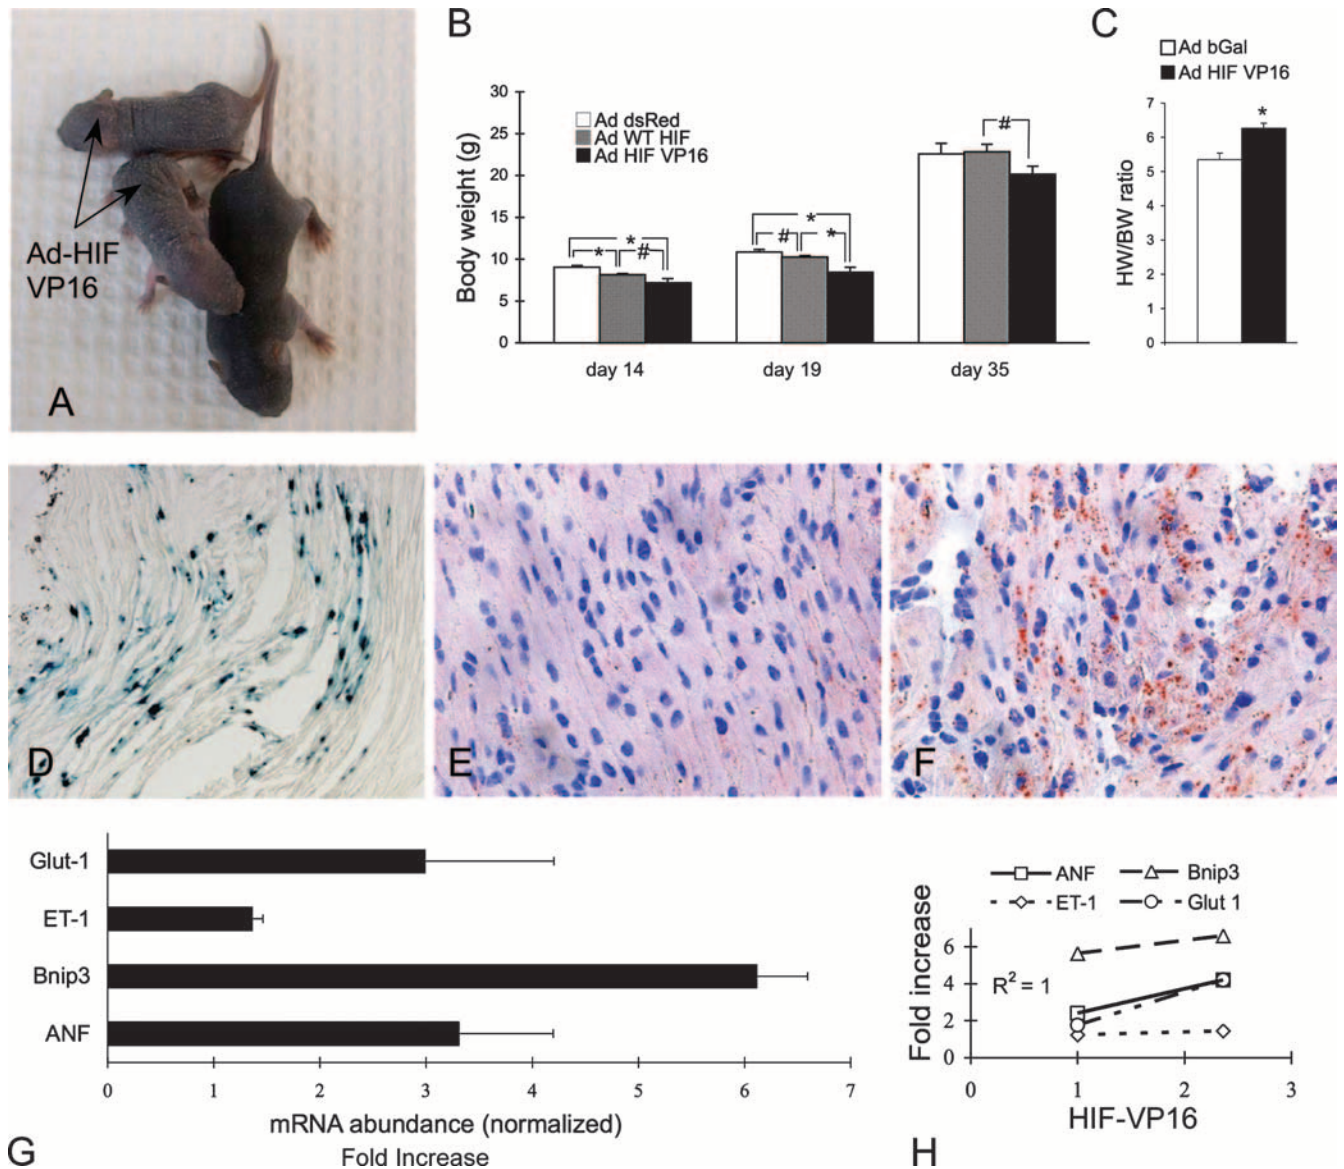 A
Ad-HIF
VP16
B
Body weight (g)
30
25
20
15
10
5
0
Ad dsRed
Ad WT HIF
Ad HIF VP16
* * #
* # *
#
day 14 day 19 day 35
C
Ad bGal
Ad HIF VP16
HW/BW ratio
7
6
5
4
3
2
1
0
*
D
E
F
Glut-1
ET-1
Bnip3
ANF
0 1 2 3 4 5 6 7
mRNA abundance (normalized)
Fold Increase
G
ANF Bnip3
ET-1 Glut 1
Fold increase
6
4
2
0
R² = 1
0 1 2 3
HIF-VP16
H